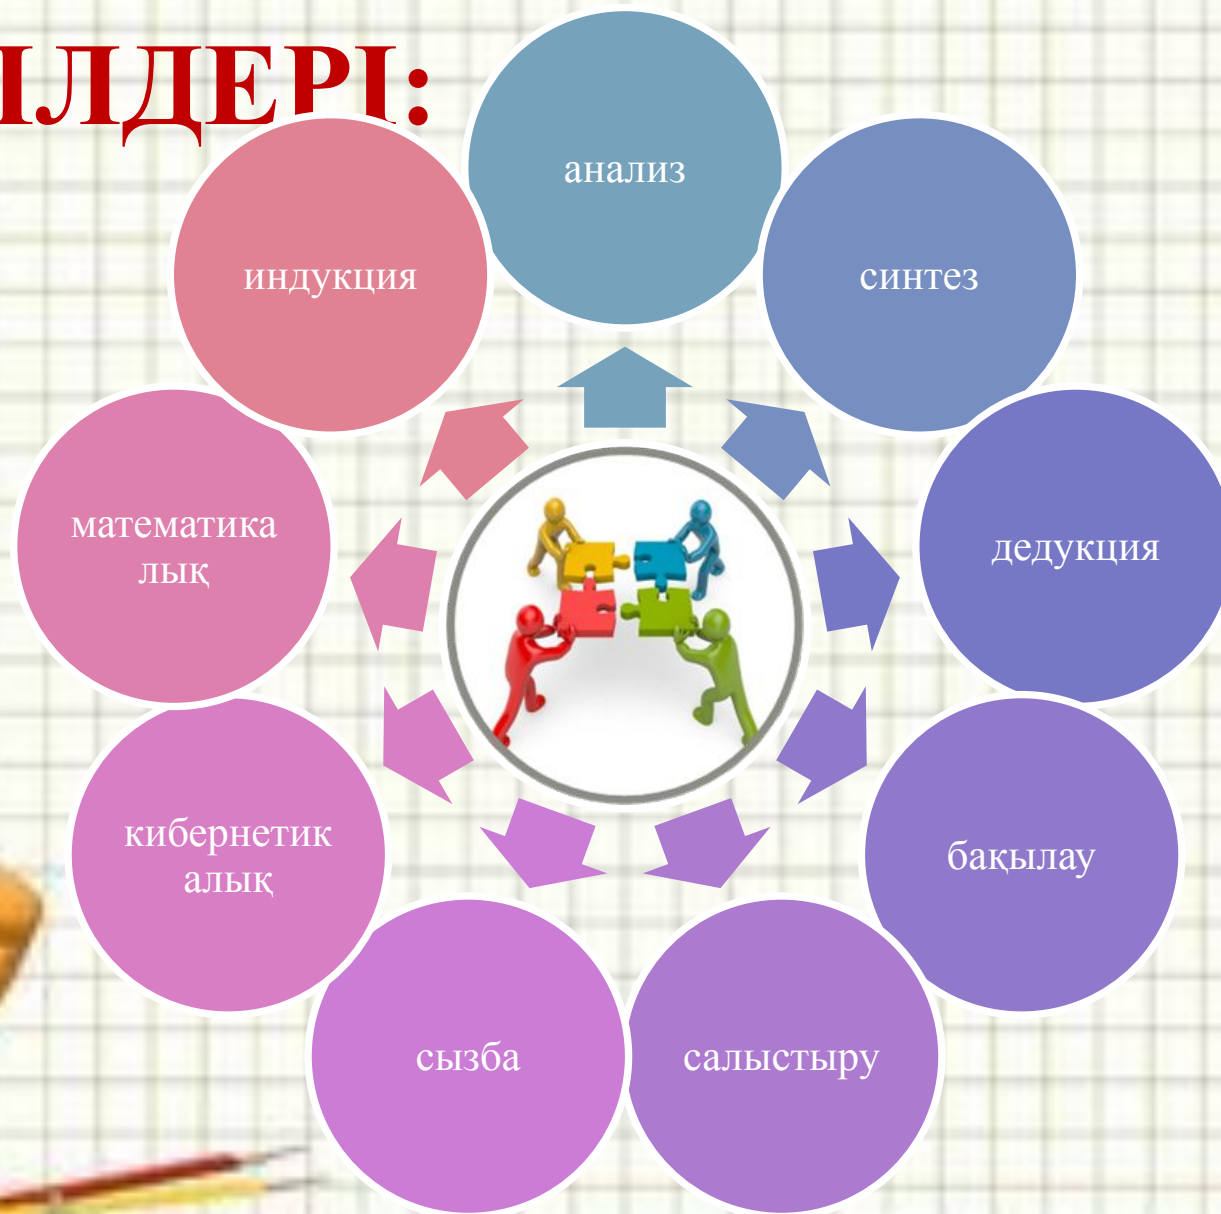 ІЛДЕРІ:
анализ
синтез
дедукция
бақылау
салыстыру
сызба
кибернетик
алық
математика
лық
индукция